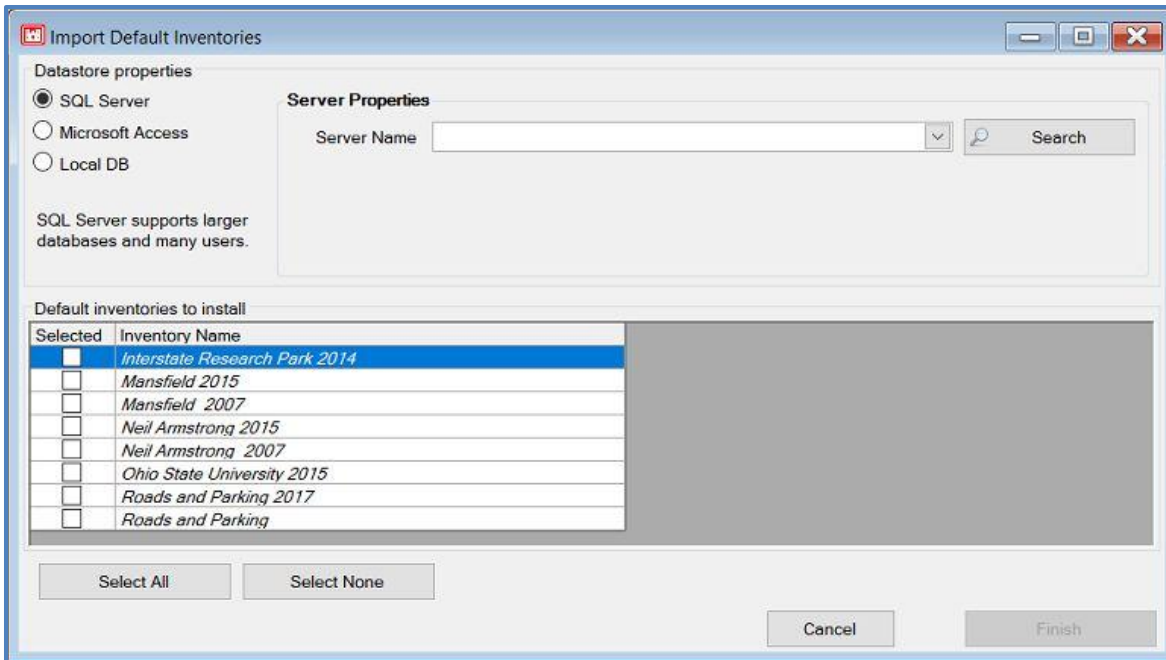 Import Default Inventories
Datastore properties
SQL Server
Microsoft Access
Local DB
SQL Server supports larger
databases and many users.
Server Properties
Server Name
Search
Default inventories to install
Selected Inventory Name
Interstate Research Park 2014
Mansfield 2015
Mansfield 2007
Neil Armstrong 2015
Neil Armstrong 2007
Ohio State University 2015
Roads and Parking 2017
Roads and Parking
Select All
Select None
Cancel
Finish